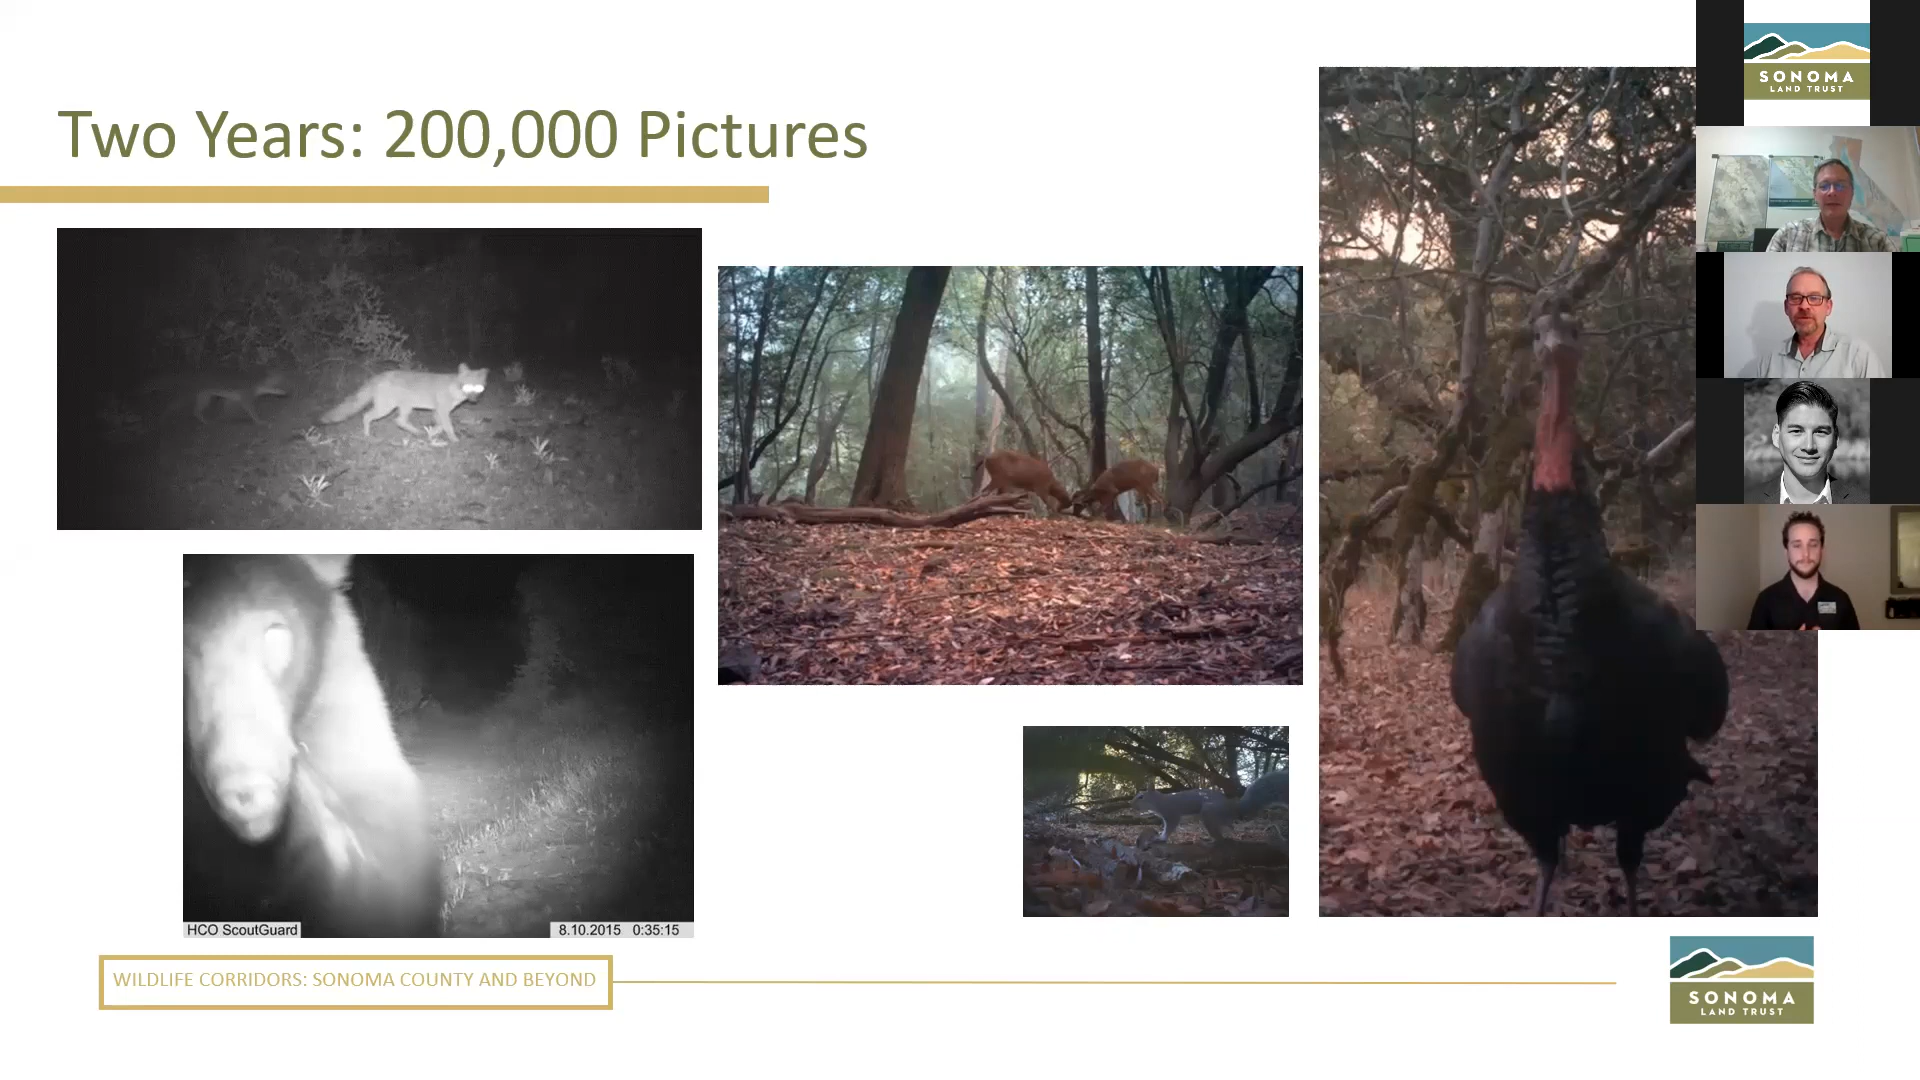 Two Years: 200,000 Pictures
SONOMA
LAND TRUST
HCO ScoutGuard
8.10.2015 0:35:15
WILDLIFE CORRIDORS: SONOMA COUNTY AND BEYOND
SONOMA
LAND TRUST